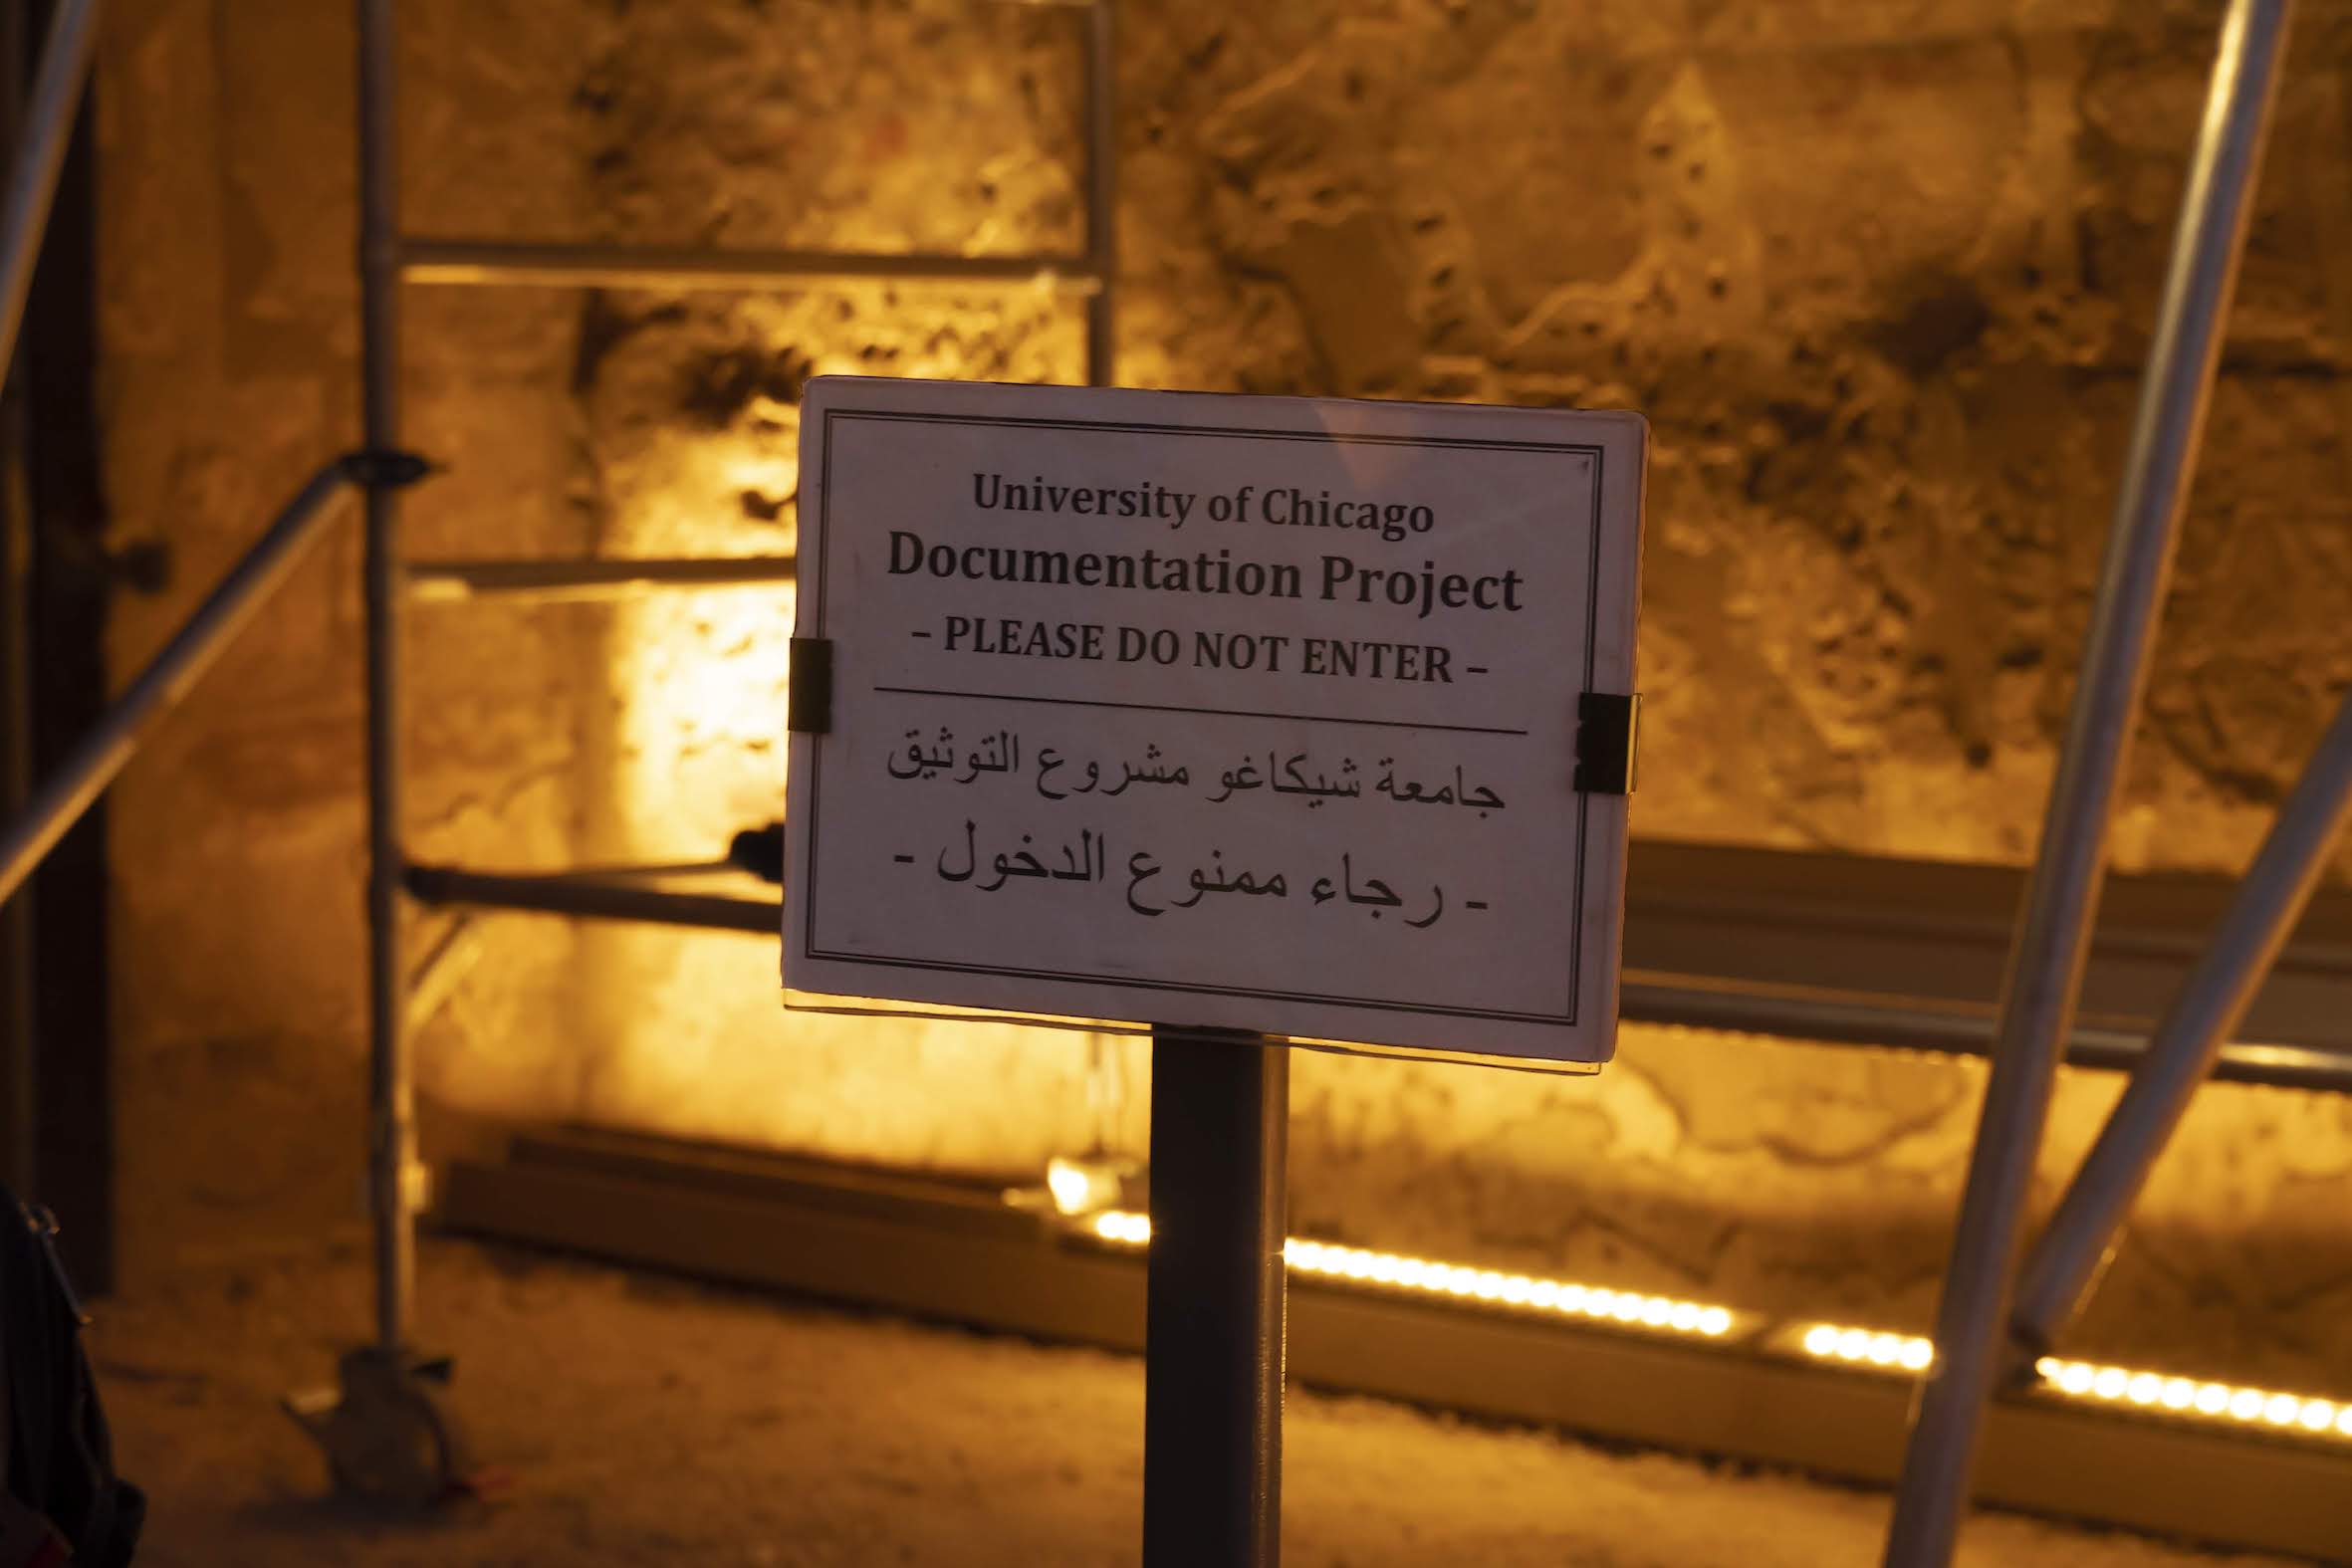 University of Chicago
Documentation Project
– PLEASE DO NOT ENTER –
جامعة شيكاغو مشروع التوثيق
- رجاء ممنوع الدخول -